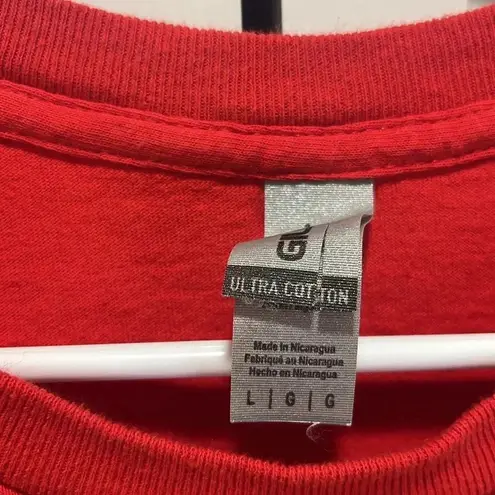 ULTRA COTTON
Made in Nicaragua
Fabriqué au Nicaragua
Hecho en Nicaragua
L | G | G